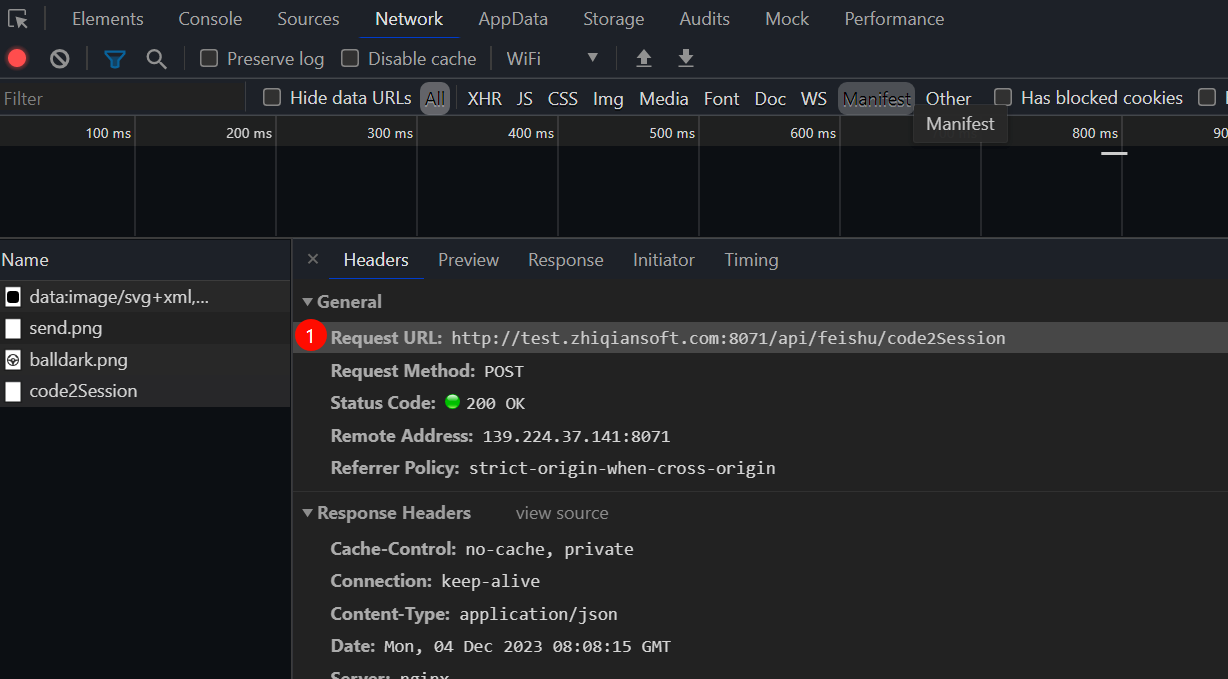 Elements Console Sources Network AppData Storage Audits Mock Performance
Preserve log Disable cache WiFi
Filter Hide data URLs All XHR JS CSS Img Media Font Doc WS Manifest Other Has blocked cookies
Manifest
100 ms 200 ms 300 ms 400 ms 500 ms 600 ms 800 ms 90
Name
data:image/svg+xml,...
send.png
balldark.png
code2Session
× Headers Preview Response Initiator Timing
General
1 Request URL: http://test.zhiqiansoft.com:8071/api/feishu/code2Session
Request Method: POST
Status Code: 200 OK
Remote Address: 139.224.37.141:8071
Referrer Policy: strict-origin-when-cross-origin
Response Headers view source
Cache-Control: no-cache, private
Connection: keep-alive
Content-Type: application/json
Date: Mon, 04 Dec 2023 08:08:15 GMT
Server: nginx